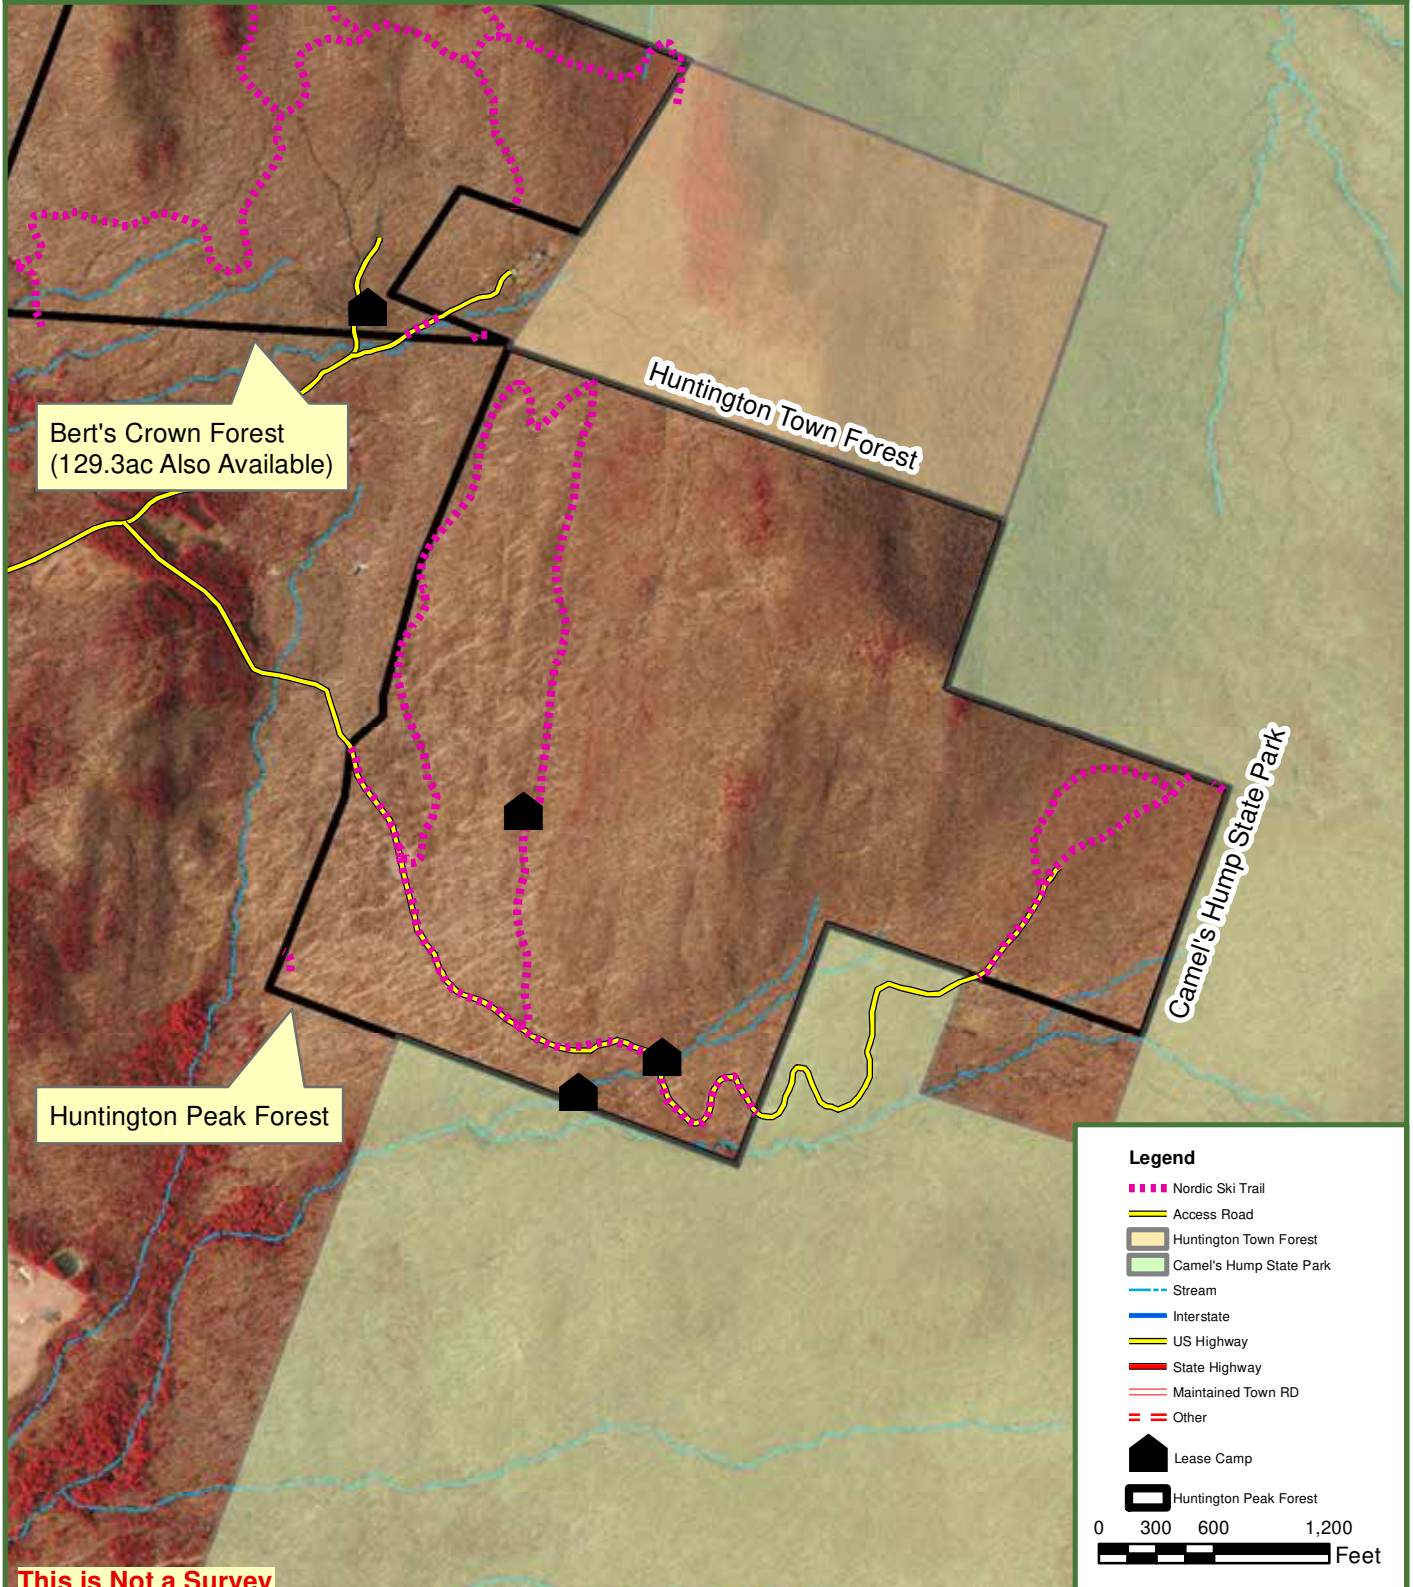 Huntington Town Forest
Bert's Crown Forest
(129.3ac Also Available)
Camel's Hump State Park
Huntington Peak Forest
Legend
Nordic Ski Trail
Access Road
Huntington Town Forest
Camel's Hump State Park
Stream
Interstate
US Highway
State Highway
Maintained Town RD
Other
Lease Camp
Huntington Peak Forest
0 300 600 1,200
Feet
This is Not a Survey